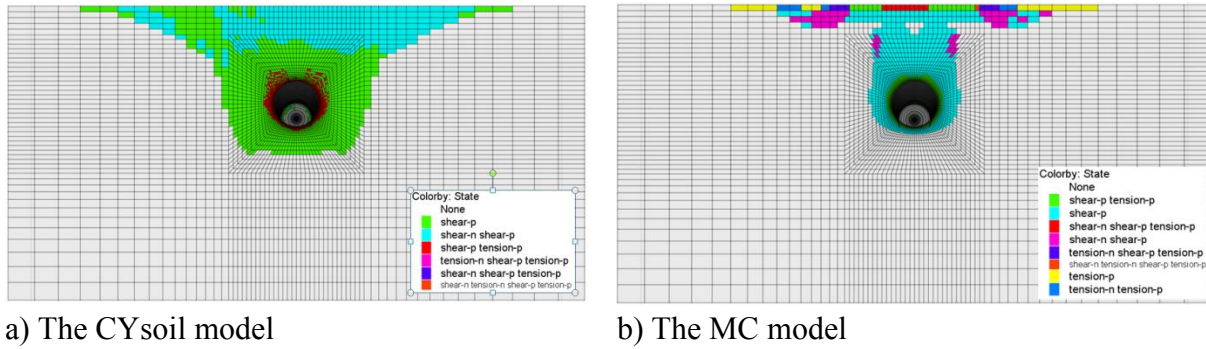 Colorby: State
None
shear-p
shear-n shear-p
shear-p tension-p
tension-n shear-p tension-p
shear-n shear-p tension-p
shear-n tension-n shear-p tension-p
Colorby: State
None
shear-p tension-p
shear-p
shear-n shear-p tension-p
shear-n shear-p
tension-n shear-p tension-p
shear-n tension-n shear-p tension-p
tension-p
tension-n tension-p
a) The CYsoil model
b) The MC model